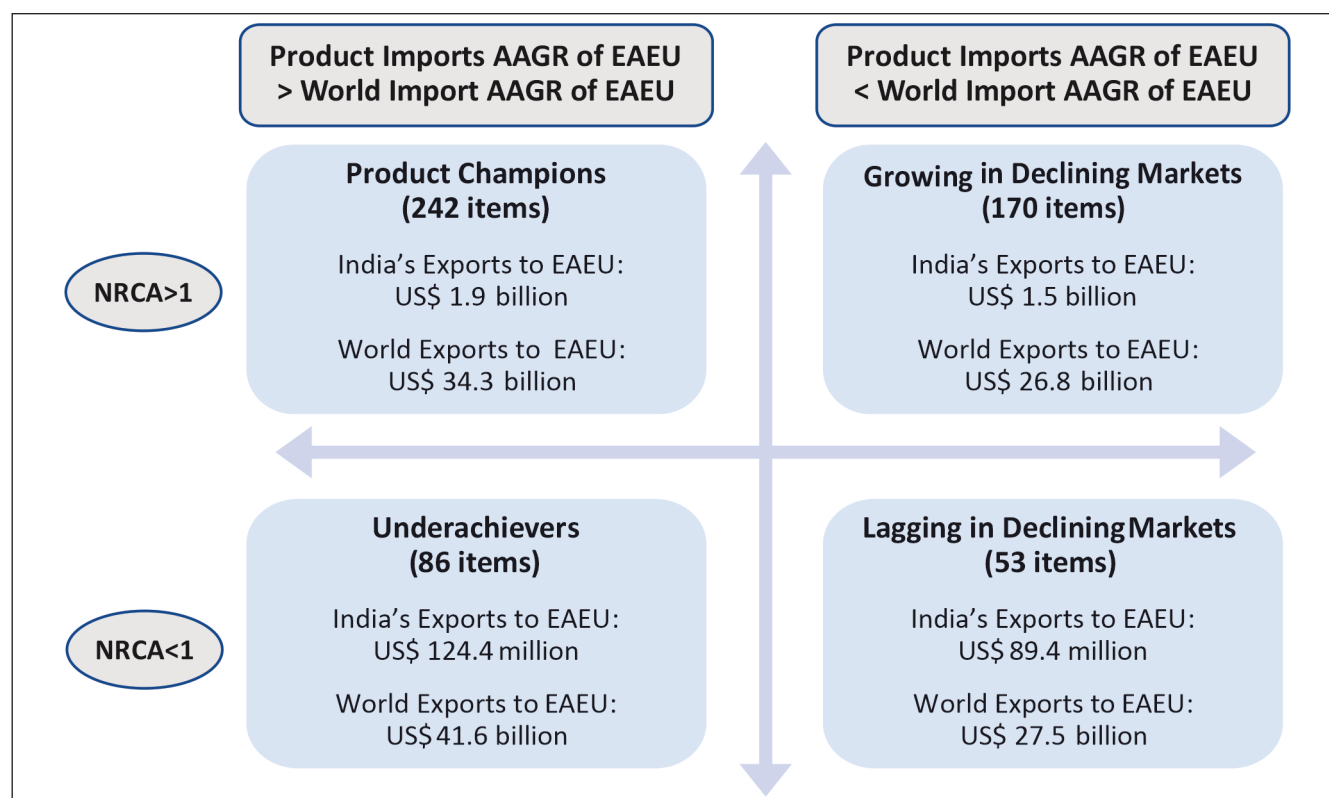 Product Imports AAGR of EAEU
> World Import AAGR of EAEU
Product Imports AAGR of EAEU
< World Import AAGR of EAEU
NRCA>1
Product Champions
(242 items)
India's Exports to EAEU:
US$ 1.9 billion
World Exports to EAEU:
US$ 34.3 billion
Growing in Declining Markets
(170 items)
India's Exports to EAEU:
US$ 1.5 billion
World Exports to EAEU:
US$ 26.8 billion
NRCA<1
Underachievers
(86 items)
India's Exports to EAEU:
US$ 124.4 million
World Exports to EAEU:
US$ 41.6 billion
Lagging in Declining Markets
(53 items)
India's Exports to EAEU:
US$ 89.4 million
World Exports to EAEU:
US$ 27.5 billion